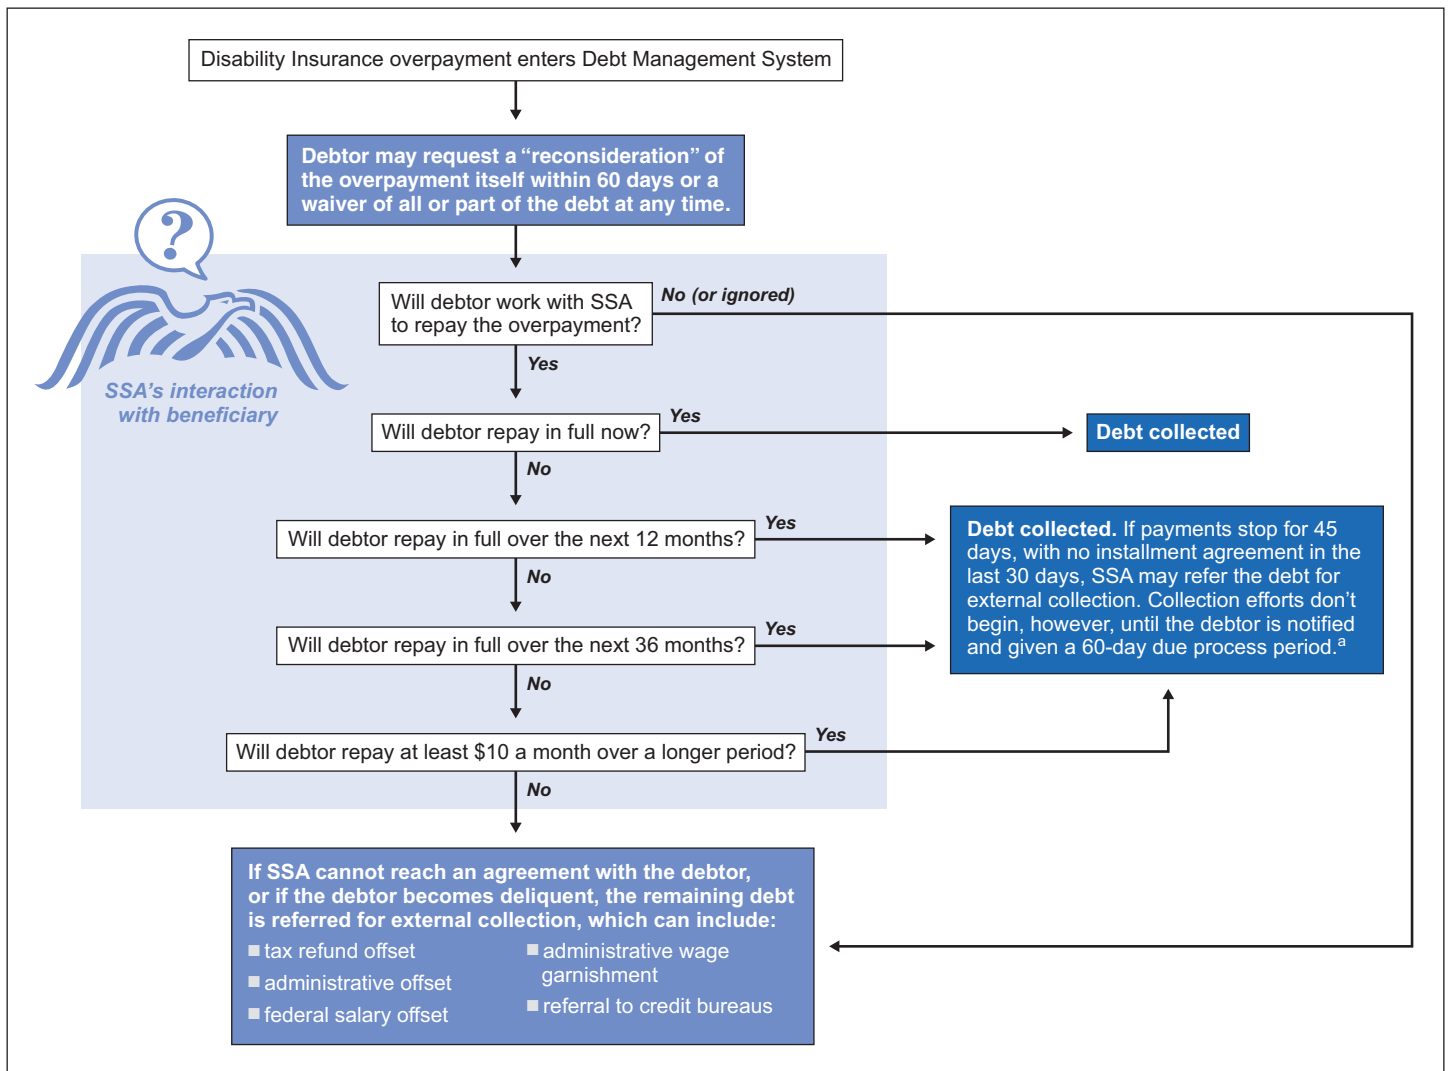 Disability Insurance overpayment enters Debt Management System
Debtor may request a “reconsideration” of
the overpayment itself within 60 days or a
waiver of all or part of the debt at any time.
?
SSA’s interaction
with beneficiary
Will debtor work with SSA
to repay the overpayment?
No (or ignored)
Yes
Will debtor repay in full now?
Yes
Debt collected
No
Will debtor repay in full over the next 12 months?
Yes
No
Will debtor repay in full over the next 36 months?
Yes
Debt collected. If payments stop for 45
days, with no installment agreement in the
last 30 days, SSA may refer the debt for
external collection. Collection efforts don’t
begin, however, until the debtor is notified
and given a 60-day due process period.a
No
Will debtor repay at least $10 a month over a longer period?
Yes
No
If SSA cannot reach an agreement with the debtor,
or if the debtor becomes deliquent, the remaining debt
is referred for external collection, which can include:
tax refund offset
administrative offset
federal salary offset
administrative wage
garnishment
referral to credit bureaus